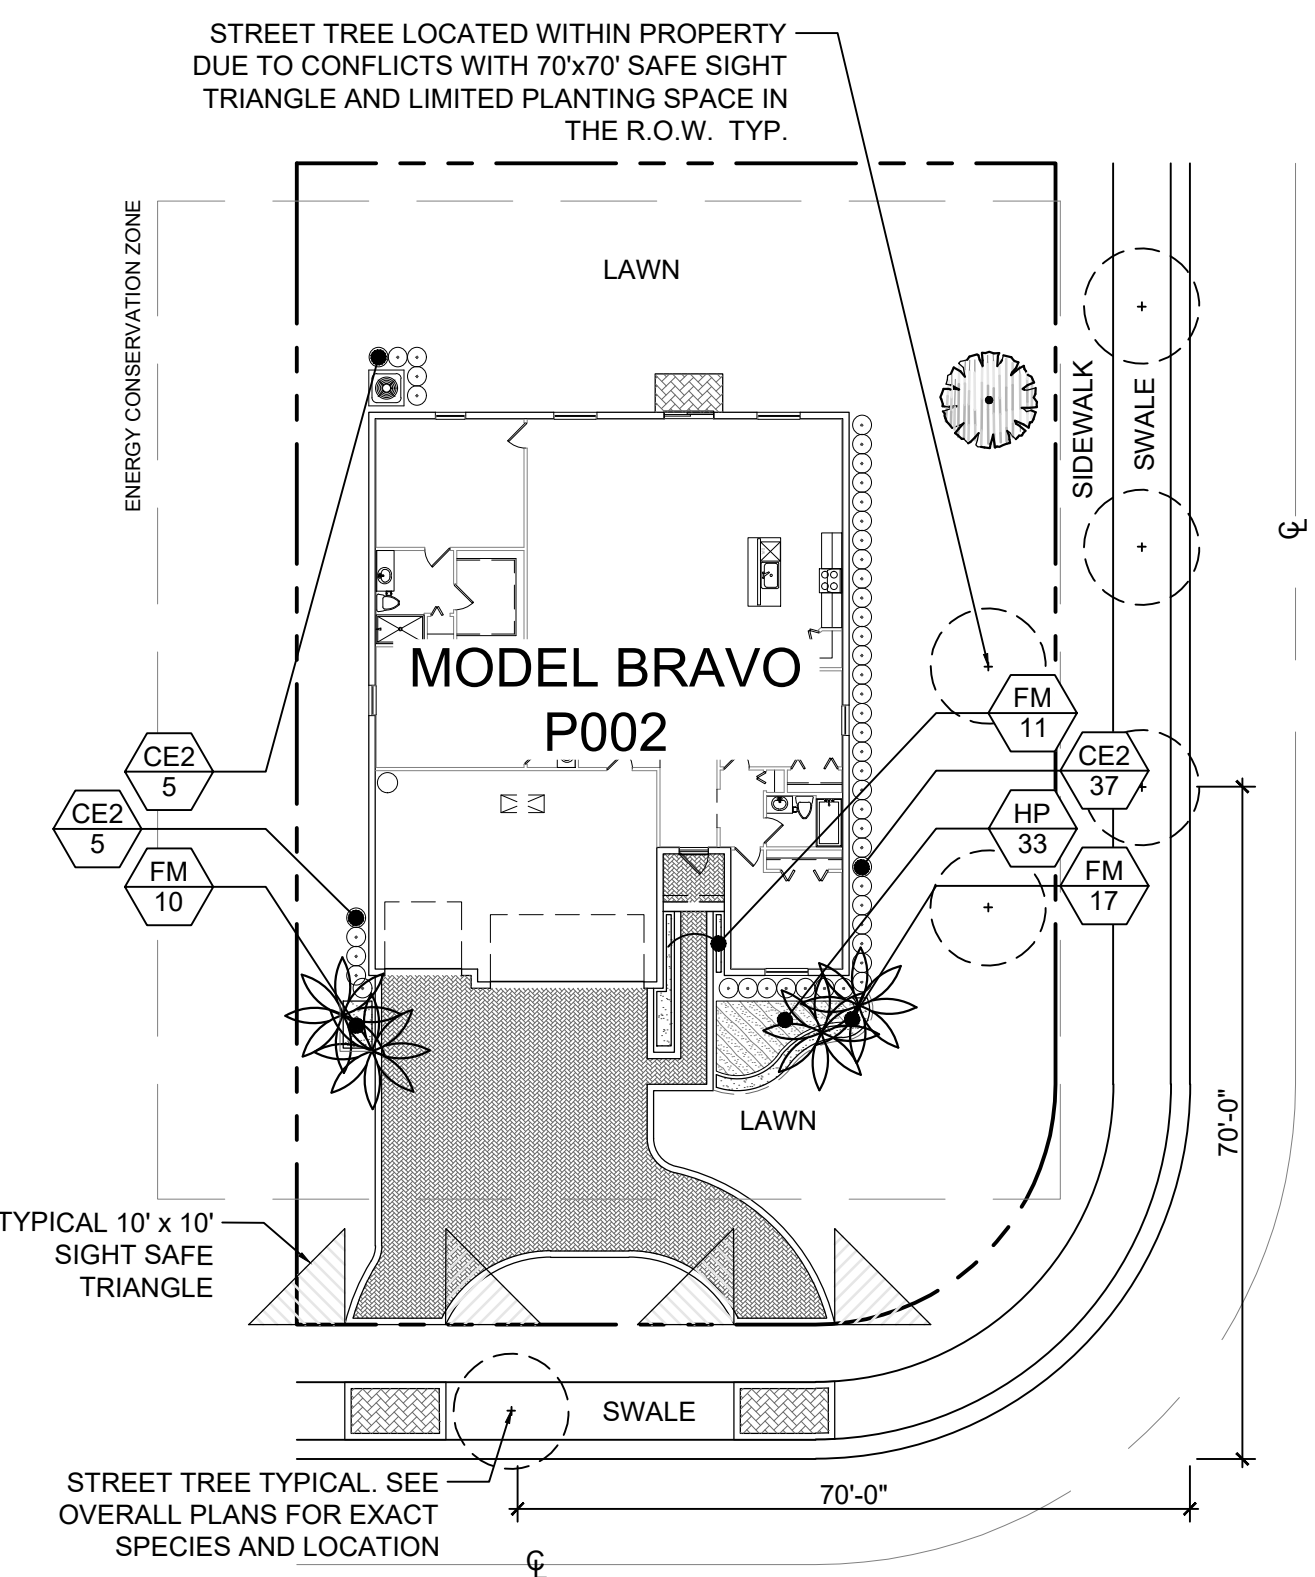 STREET TREE LOCATED WITHIN PROPERTY
DUE TO CONFLICTS WITH 70'x70' SAFE SIGHT
TRIANGLE AND LIMITED PLANTING SPACE IN
THE R.O.W. TYP.
ENERGY CONSERVATION ZONE
LAWN
SIDEWALK
SWALE
℄
MODEL BRAVO
P002
FM
11
CE2
5
CE2
37
CE2
5
HP
33
FM
10
FM
17
LAWN
70'-0"
TYPICAL 10' x 10'
SIGHT SAFE
TRIANGLE
SWALE
STREET TREE TYPICAL. SEE
OVERALL PLANS FOR EXACT
SPECIES AND LOCATION
70'-0"
℄